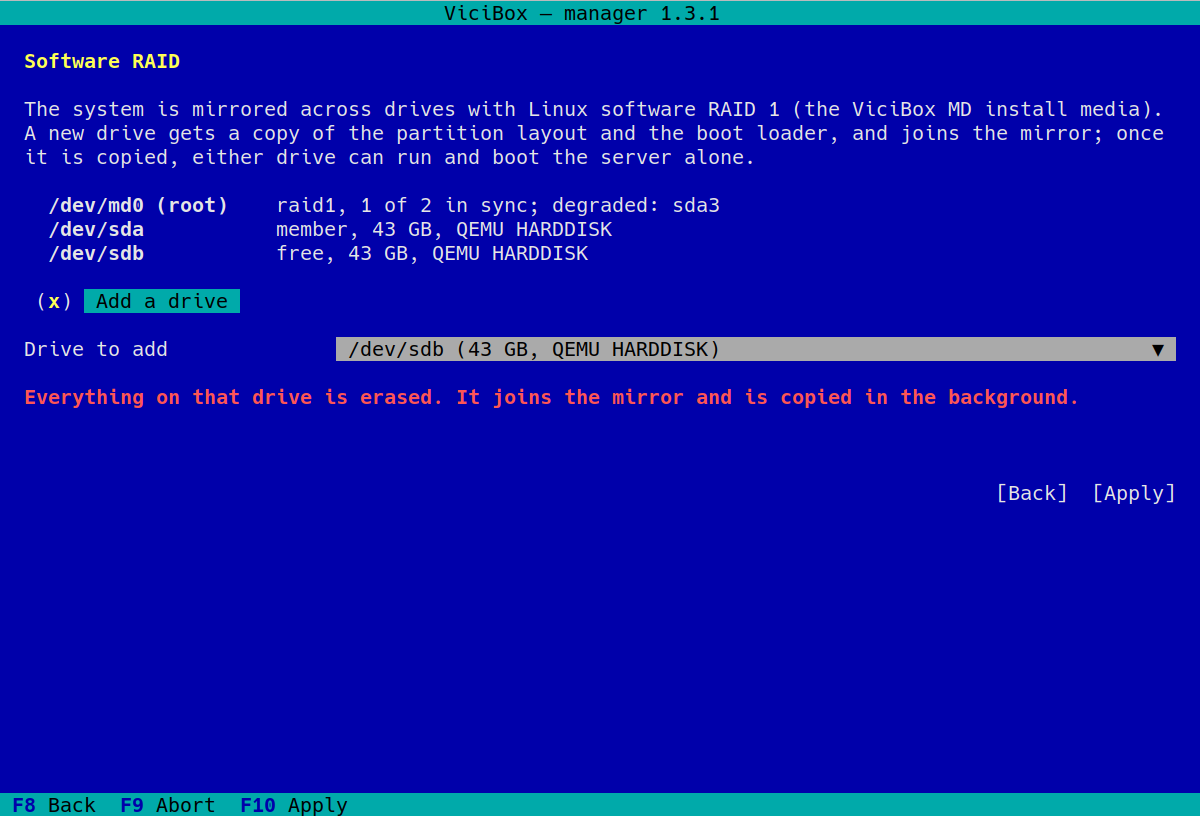 ViciBox — manager 1.3.1
Software RAID
The system is mirrored across drives with Linux software RAID 1 (the ViciBox MD install media).
A new drive gets a copy of the partition layout and the boot loader, and joins the mirror; once
it is copied, either drive can run and boot the server alone.
/dev/md0 (root) raid1, 1 of 2 in sync; degraded: sda3
/dev/sda member, 43 GB, QEMU HARDDISK
/dev/sdb free, 43 GB, QEMU HARDDISK
(x) Add a drive
Drive to add /dev/sdb (43 GB, QEMU HARDDISK) ▼
Everything on that drive is erased. It joins the mirror and is copied in the background.
[Back] [Apply]
F8 Back F9 Abort F10 Apply